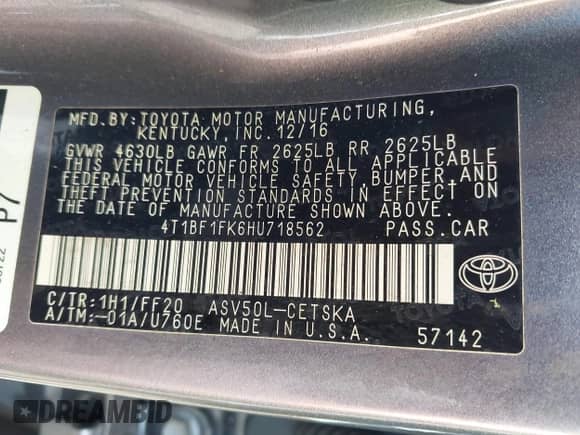 MFD. BY: TOYOTA MOTOR MANUFACTURING,
KENTUCKY, INC. 12/16
GVWR 4630LB GAWR FR 2625LB RR 2625LB
THIS VEHICLE CONFORMS TO ALL APPLICABLE
FEDERAL MOTOR VEHICLE SAFETY, BUMPER, AND
THEFT PREVENTION STANDARDS IN EFFECT ON
THE DATE OF MANUFACTURE SHOWN ABOVE.
4T1BF1FK6HU718562 PASS.CAR
C/TR: 1H1/FF20 ASV50L-CETSKA
A/TM: -01A/U760E MADE IN U.S.A.
57142
P7
DREAMBID